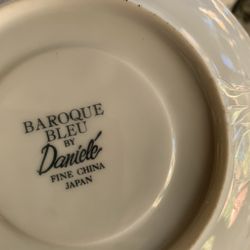 BAROQUE
BLEU
BY
Danielé
FINE CHINA
JAPAN